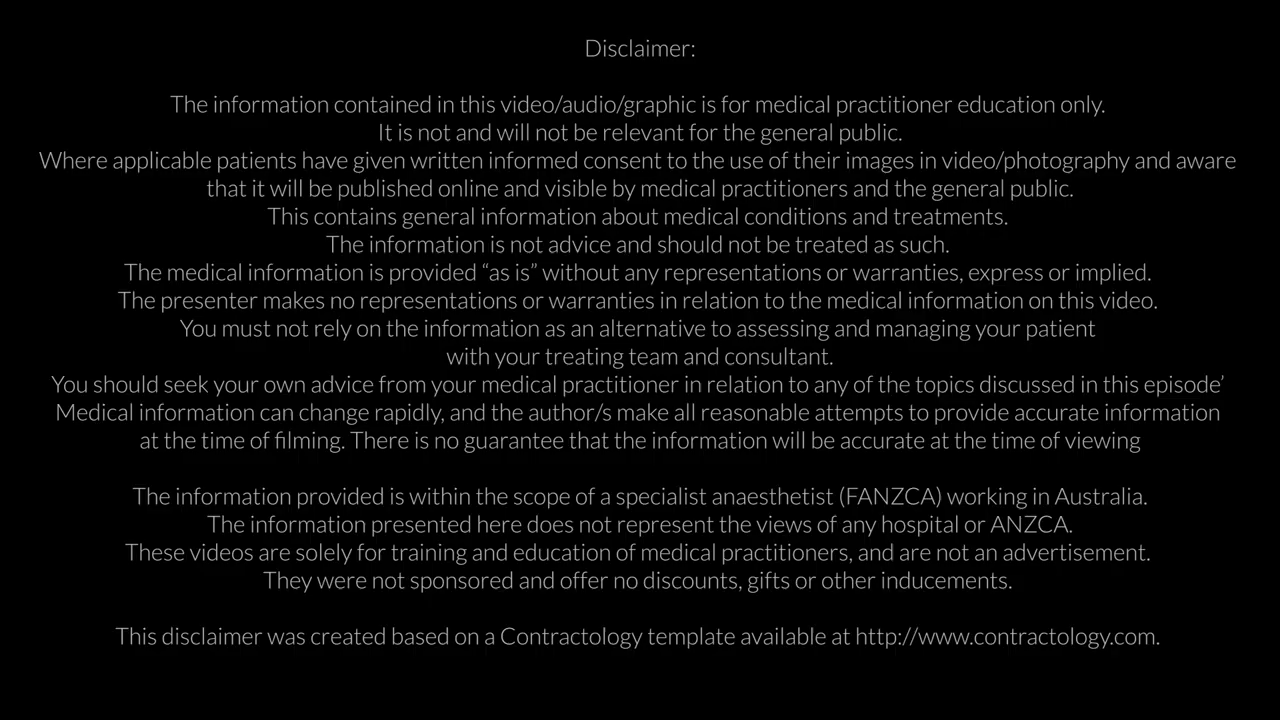 Disclaimer:
The information contained in this video/audio/graphic is for medical practitioner education only.
It is not and will not be relevant for the general public.
Where applicable patients have given written informed consent to the use of their images in video/photography and aware
that it will be published online and visible by medical practitioners and the general public.
This contains general information about medical conditions and treatments.
The information is not advice and should not be treated as such.
The medical information is provided “as is” without any representations or warranties, express or implied.
The presenter makes no representations or warranties in relation to the medical information on this video.
You must not rely on the information as an alternative to assessing and managing your patient
with your treating team and consultant.
You should seek your own advice from your medical practitioner in relation to any of the topics discussed in this episode’
Medical information can change rapidly, and the author/s make all reasonable attempts to provide accurate information
at the time of filming. There is no guarantee that the information will be accurate at the time of viewing
The information provided is within the scope of a specialist anaesthetist (FANZCA) working in Australia.
The information presented here does not represent the views of any hospital or ANZCA.
These videos are solely for training and education of medical practitioners, and are not an advertisement.
They were not sponsored and offer no discounts, gifts or other inducements.
This disclaimer was created based on a Contractology template available at http://www.contractology.com.